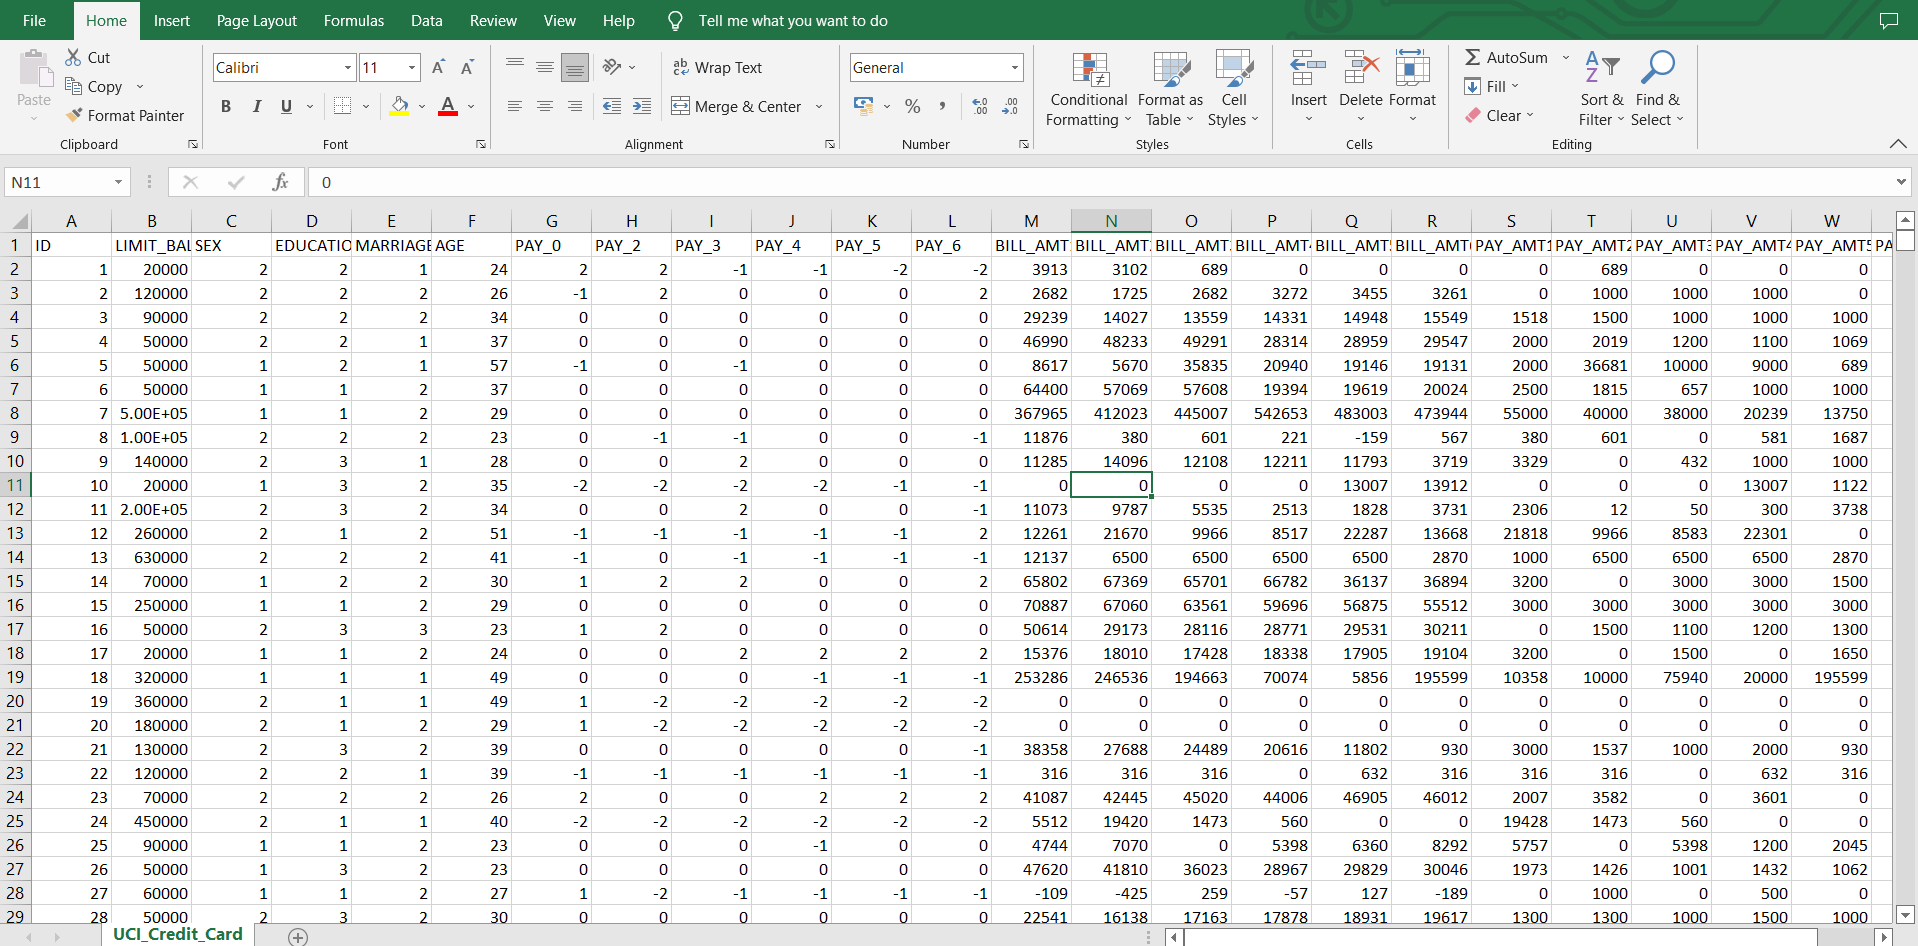 File Home Insert Page Layout Formulas Data Review View Help Tell me what you want to do
Paste Cut Copy Format Painter Clipboard
Calibri 11 A A B I U A Font
ab Wrap Text Merge & Center Alignment
General % , .00 Number
Conditional Formatting Format as Table Cell Styles Styles
Insert Delete Format Cells
AutoSum Fill Clear Sort & Filter Find & Select Editing
N11 fx 0
A B C D E F G H I J K L M N O P Q R S T U V W
1 ID LIMIT_BAL SEX EDUCATIO MARRIAGE AGE PAY_0 PAY_2 PAY_3 PAY_4 PAY_5 PAY_6 BILL_AMT BILL_AMT BILL_AMT BILL_AMT BILL_AMT BILL_AMT PAY_AMT1 PAY_AMT2 PAY_AMT3 PAY_AMT4 PAY_AMT5 PA
2 1 20000 2 2 1 24 2 2 -1 -1 -2 -2 3913 3102 689 0 0 0 0 689 0 0 0
3 2 120000 2 2 2 26 -1 2 0 0 0 2 2682 1725 2682 3272 3455 3261 0 1000 1000 1000 0
4 3 90000 2 2 2 34 0 0 0 0 0 0 29239 14027 13559 14331 14948 15549 1518 1500 1000 1000 1000
5 4 50000 2 2 1 37 0 0 0 0 0 0 46990 48233 49291 28314 28959 29547 2000 2019 1200 1100 1069
6 5 50000 1 2 1 57 -1 0 -1 0 0 0 8617 5670 35835 20940 19146 19131 2000 36681 10000 9000 689
7 6 50000 1 1 2 37 0 0 0 0 0 0 64400 57069 57608 19394 19619 20024 2500 1815 657 1000 1000
8 7 5.00E+05 1 1 2 29 0 0 0 0 0 0 367965 412023 445007 542653 483003 473944 55000 40000 38000 20239 13750
9 8 1.00E+05 2 2 2 23 0 -1 -1 0 0 -1 11876 380 601 221 -159 567 380 601 0 581 1687
10 9 140000 2 3 1 28 0 0 2 0 0 0 11285 14096 12108 12211 11793 3719 3329 0 432 1000 1000
11 10 20000 1 3 2 35 -2 -2 -2 -2 -1 -1 0 0 0 0 13007 13912 0 0 0 13007 1122
12 11 2.00E+05 2 3 2 34 0 0 2 0 0 -1 11073 9787 5535 2513 1828 3731 2306 12 50 300 3738
13 12 260000 2 1 2 51 -1 -1 -1 -1 -1 2 12261 21670 9966 8517 22287 13668 21818 9966 8583 22301 0
14 13 630000 2 2 2 41 -1 0 -1 -1 -1 -1 12137 6500 6500 6500 6500 2870 1000 6500 6500 6500 2870
15 14 70000 1 2 2 30 1 2 2 0 0 2 65802 67369 65701 66782 36137 36894 3200 0 3000 3000 1500
16 15 250000 1 1 2 29 0 0 0 0 0 0 70887 67060 63561 59696 56875 55512 3000 3000 3000 3000 3000
17 16 50000 2 3 3 23 1 2 0 0 0 0 50614 29173 28116 28771 29531 30211 0 1500 1100 1200 1300
18 17 20000 1 1 2 24 0 0 2 2 2 2 15376 18010 17428 18338 17905 19104 3200 0 1500 0 1650
19 18 320000 1 1 1 49 0 0 0 -1 -1 -1 253286 246536 194663 70074 5856 195599 10358 10000 75940 20000 195599
20 19 360000 2 1 1 49 1 -2 -2 -2 -2 -2 0 0 0 0 0 0 0 0 0 0 0
21 20 180000 2 1 2 29 1 -2 -2 -2 -2 -2 0 0 0 0 0 0 0 0 0 0 0
22 21 130000 2 3 2 39 0 0 0 0 0 -1 38358 27688 24489 20616 11802 930 3000 1537 1000 2000 930
23 22 120000 2 2 1 39 -1 -1 -1 -1 -1 -1 316 316 316 0 632 316 316 316 0 632 316
24 23 70000 2 2 2 26 2 0 0 2 2 2 41087 42445 45020 44006 46905 46012 2007 3582 0 3601 0
25 24 450000 2 1 1 40 -2 -2 -2 -2 -2 -2 5512 19420 1473 560 0 0 19428 1473 560 0 0
26 25 90000 1 1 2 23 0 0 0 -1 0 0 4744 7070 0 5398 6360 8292 5757 0 5398 1200 2045
27 26 50000 1 3 2 23 0 0 0 0 0 0 47620 41810 36023 28967 29829 30046 1973 1426 1001 1432 1062
28 27 60000 1 1 2 27 1 -2 -1 -1 -1 -1 -109 -425 259 -57 127 -189 0 1000 0 500 0
29 28 50000 2 3 2 30 0 0 0 0 0 0 22541 16138 17163 17878 18931 19617 1300 1300 1000 1500 1000
UCI_Credit_Card